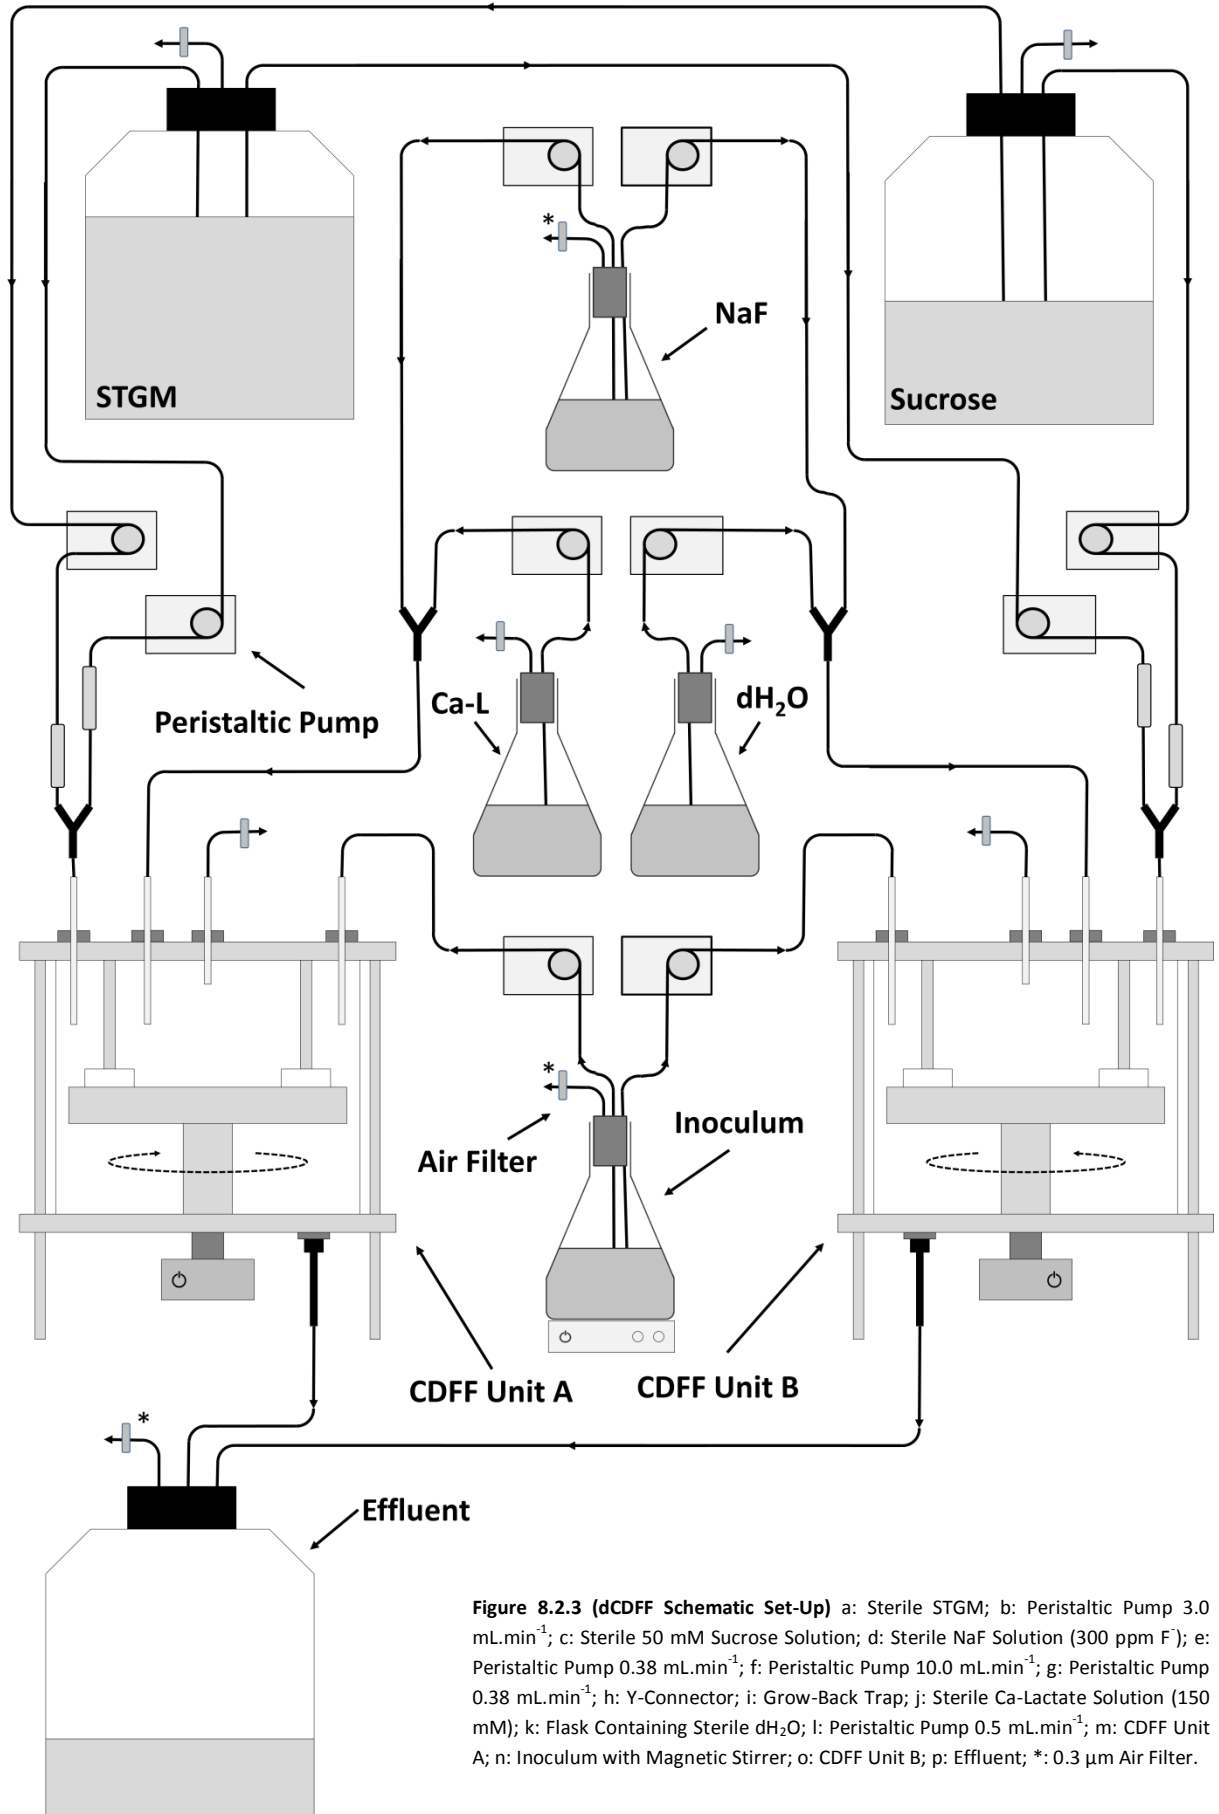 *
NaF
STGM
Sucrose
Peristaltic Pump
Ca-L
dH₂O
*
Air Filter
Inoculum
CDFF Unit A
CDFF Unit B
*
Effluent
Figure 8.2.3 (dCDFF Schematic Set-Up) a: Sterile STGM; b: Peristaltic Pump 3.0
mL.min⁻¹; c: Sterile 50 mM Sucrose Solution; d: Sterile NaF Solution (300 ppm F⁻); e:
Peristaltic Pump 0.38 mL.min⁻¹; f: Peristaltic Pump 10.0 mL.min⁻¹; g: Peristaltic Pump
0.38 mL.min⁻¹; h: Y-Connector; i: Grow-Back Trap; j: Sterile Ca-Lactate Solution (150
mM); k: Flask Containing Sterile dH₂O; l: Peristaltic Pump 0.5 mL.min⁻¹; m: CDFF Unit
A; n: Inoculum with Magnetic Stirrer; o: CDFF Unit B; p: Effluent; *: 0.3 μm Air Filter.